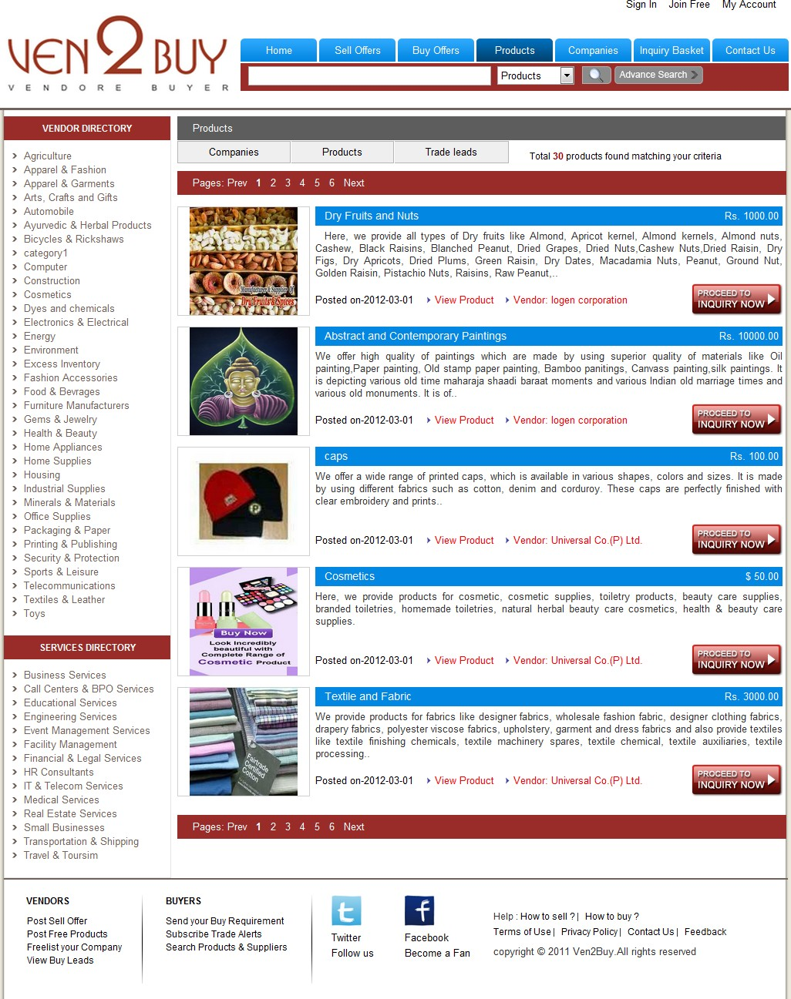 Sign In Join Free My Account
VEN 2 BUY
VENDORE BUYER
Home Sell Offers Buy Offers Products Companies Inquiry Basket Contact Us
Products Advance Search
VENDOR DIRECTORY
Agriculture
Apparel & Fashion
Apparel & Garments
Arts, Crafts and Gifts
Automobile
Ayurvedic & Herbal Products
Bicycles & Rickshaws
category1
Computer
Construction
Cosmetics
Dyes and chemicals
Electronics & Electrical
Energy
Environment
Excess Inventory
Fashion Accessories
Food & Bevrages
Furniture Manufacturers
Gems & Jewelry
Health & Beauty
Home Appliances
Home Supplies
Housing
Industrial Supplies
Minerals & Materials
Office Supplies
Packaging & Paper
Printing & Publishing
Security & Protection
Sports & Leisure
Telecommunications
Textiles & Leather
Toys
SERVICES DIRECTORY
Business Services
Call Centers & BPO Services
Educational Services
Engineering Services
Event Management Services
Facility Management
Financial & Legal Services
HR Consultants
IT & Telecom Services
Medical Services
Real Estate Services
Small Businesses
Transportation & Shipping
Travel & Toursim
Products
Companies Products Trade leads Total 30 products found matching your criteria
Pages: Prev 1 2 3 4 5 6 Next
Manufacturer & Supplier Of
Dry Fruits & Spices
Dry Fruits and Nuts Rs. 1000.00
Here, we provide all types of Dry fruits like Almond, Apricot kernel, Almond kernels, Almond nuts,
Cashew, Black Raisins, Blanched Peanut, Dried Grapes, Dried Nuts,Cashew Nuts,Dried Raisin, Dry
Figs, Dry Apricots, Dried Plums, Green Raisin, Dry Dates, Macadamia Nuts, Peanut, Ground Nut,
Golden Raisin, Pistachio Nuts, Raisins, Raw Peanut,..
Posted on-2012-03-01 View Product Vendor: logen corporation
PROCEED TO
INQUIRY NOW
Abstract and Contemporary Paintings Rs. 10000.00
We offer high quality of paintings which are made by using superior quality of materials like Oil
painting,Paper painting, Old stamp paper painting, Bamboo panitings, Canvass painting,silk paintings. It
is depicting various old time maharaja shaadi baraat moments and various Indian old marriage times and
various old monuments. It is of..
Posted on-2012-03-01 View Product Vendor: logen corporation
PROCEED TO
INQUIRY NOW
P
caps Rs. 100.00
We offer a wide range of printed caps, which is available in various shapes, colors and sizes. It is made
by using different fabrics such as cotton, denim and corduroy. These caps are perfectly finished with
clear embroidery and prints..
Posted on-2012-03-01 View Product Vendor: Universal Co.(P) Ltd.
PROCEED TO
INQUIRY NOW
Buy Now
Look Incredibly
beautiful with
Complete Range of
Cosmetic Product
Cosmetics $ 50.00
Here, we provide products for cosmetic, cosmetic supplies, toiletry products, beauty care supplies,
branded toiletries, homemade toiletries, natural herbal beauty care cosmetics, health & beauty care
supplies.
Posted on-2012-03-01 View Product Vendor: Universal Co.(P) Ltd.
PROCEED TO
INQUIRY NOW
Fairtrade
Certified
Cotton
Textile and Fabric Rs. 3000.00
We provide products for fabrics like designer fabrics, wholesale fashion fabric, designer clothing fabrics,
drapery fabrics, polyester viscose fabrics, upholstery, garment and dress fabrics and also provide textiles
like textile finishing chemicals, textile machinery spares, textile chemical, textile auxiliaries, textile
processing..
Posted on-2012-03-01 View Product Vendor: Universal Co.(P) Ltd.
PROCEED TO
INQUIRY NOW
Pages: Prev 1 2 3 4 5 6 Next
VENDORS
Post Sell Offer
Post Free Products
Freelist your Company
View Buy Leads
BUYERS
Send your Buy Requirement
Subscribe Trade Alerts
Search Products & Suppliers
t
Twitter
Follow us
f
Facebook
Become a Fan
Help : How to sell ? | How to buy ?
Terms of Use | Privacy Policy | Contact Us | Feedback
copyright © 2011 Ven2Buy.All rights reserved